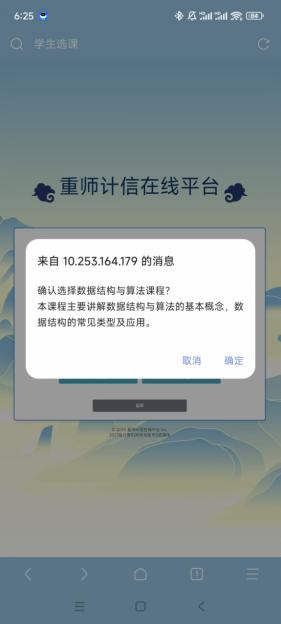 6:25
84
学生选课
重师计信在线平台
来自 10.253.164.179 的消息
确认选择数据结构与算法课程?
本课程主要讲解数据结构与算法的基本概念，数
据结构的常见类型及应用。
取消
确定
1